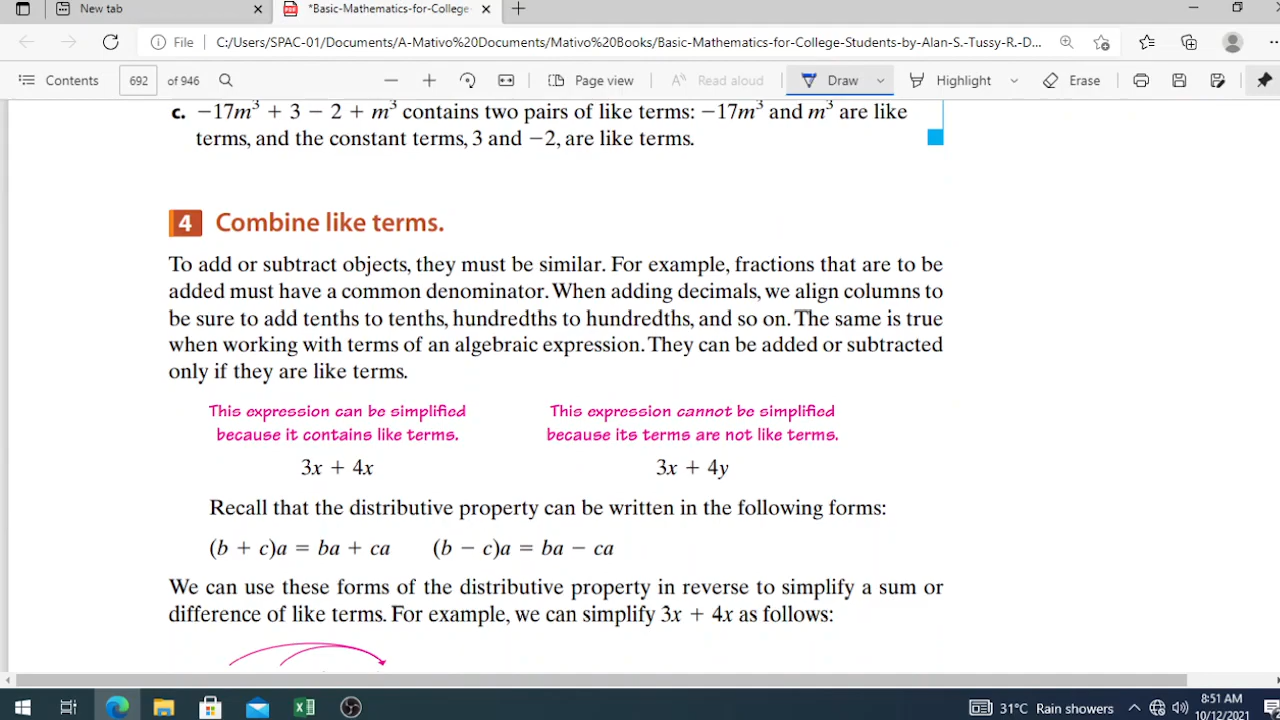 New tab
*Basic-Mathematics-for-College-
File
C:/Users/SPAC-01/Documents/A-Mativo%20Documents/Mativo%20Books/Basic-Mathematics-for-College-Students-by-Alan-S.-Tussy-R.-D...
Contents 692 of 946 Page view Read aloud Draw Highlight Erase
c. −17m³ + 3 − 2 + m³ contains two pairs of like terms: −17m³ and m³ are like
terms, and the constant terms, 3 and −2, are like terms.
4 Combine like terms.
To add or subtract objects, they must be similar. For example, fractions that are to be
added must have a common denominator. When adding decimals, we align columns to
be sure to add tenths to tenths, hundredths to hundredths, and so on. The same is true
when working with terms of an algebraic expression. They can be added or subtracted
only if they are like terms.
This expression can be simplified
because it contains like terms.
3x + 4x
This expression cannot be simplified
because its terms are not like terms.
3x + 4y
Recall that the distributive property can be written in the following forms:
(b + c)a = ba + ca (b − c)a = ba − ca
We can use these forms of the distributive property in reverse to simplify a sum or
difference of like terms. For example, we can simplify 3x + 4x as follows:
31°C Rain showers
8:51 AM
10/12/2021